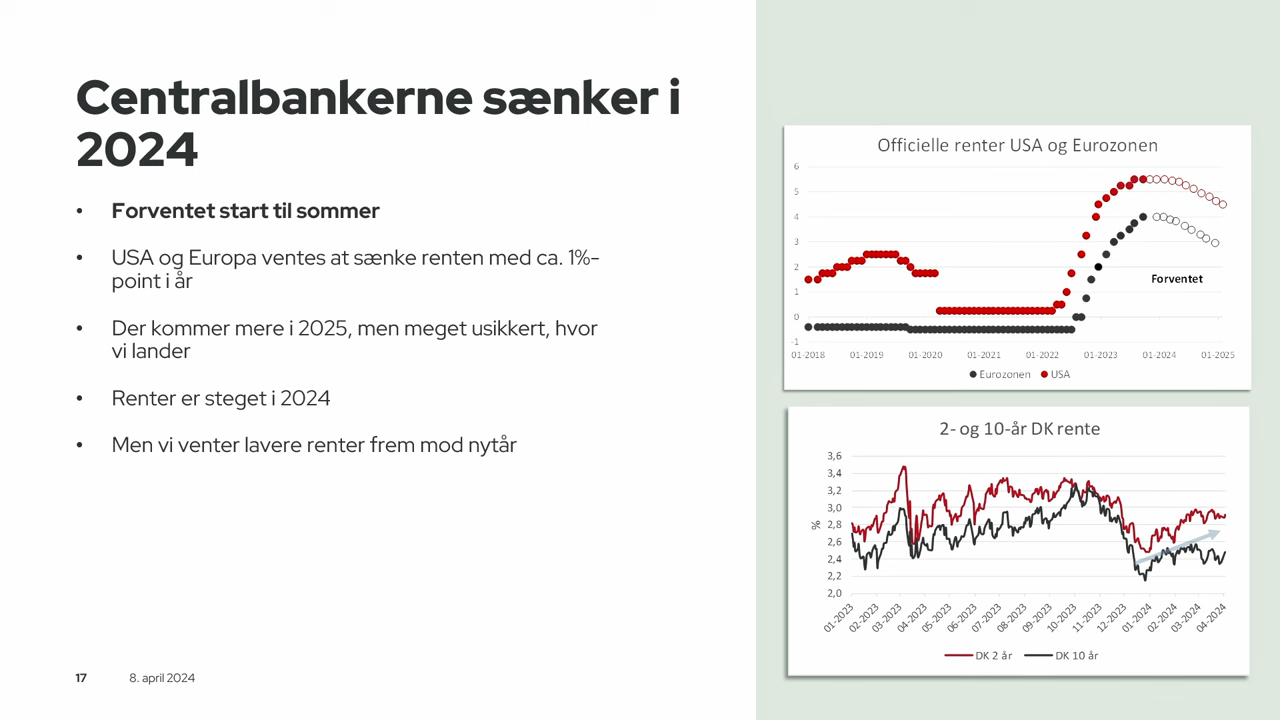 Centralbankerne sænker i
2024
• Forventet start til sommer
• USA og Europa ventes at sænke renten med ca. 1%-
point i år
• Der kommer mere i 2025, men meget usikkert, hvor
vi lander
• Renter er steget i 2024
• Men vi venter lavere renter frem mod nytår
17 8. april 2024
Officielle renter USA og Eurozonen
6
5
4
3
2
1
0
-1
Forventet
01-2018 01-2019 01-2020 01-2021 01-2022 01-2023 01-2024 01-2025
Eurozonen USA
2- og 10-år DK rente
%
3,6
3,4
3,2
3,0
2,8
2,6
2,4
2,2
2,0
01-2023 02-2023 03-2023 04-2023 05-2023 06-2023 07-2023 08-2023 09-2023 10-2023 11-2023 12-2023 01-2024 02-2024 03-2024 04-2024
DK 2 år DK 10 år